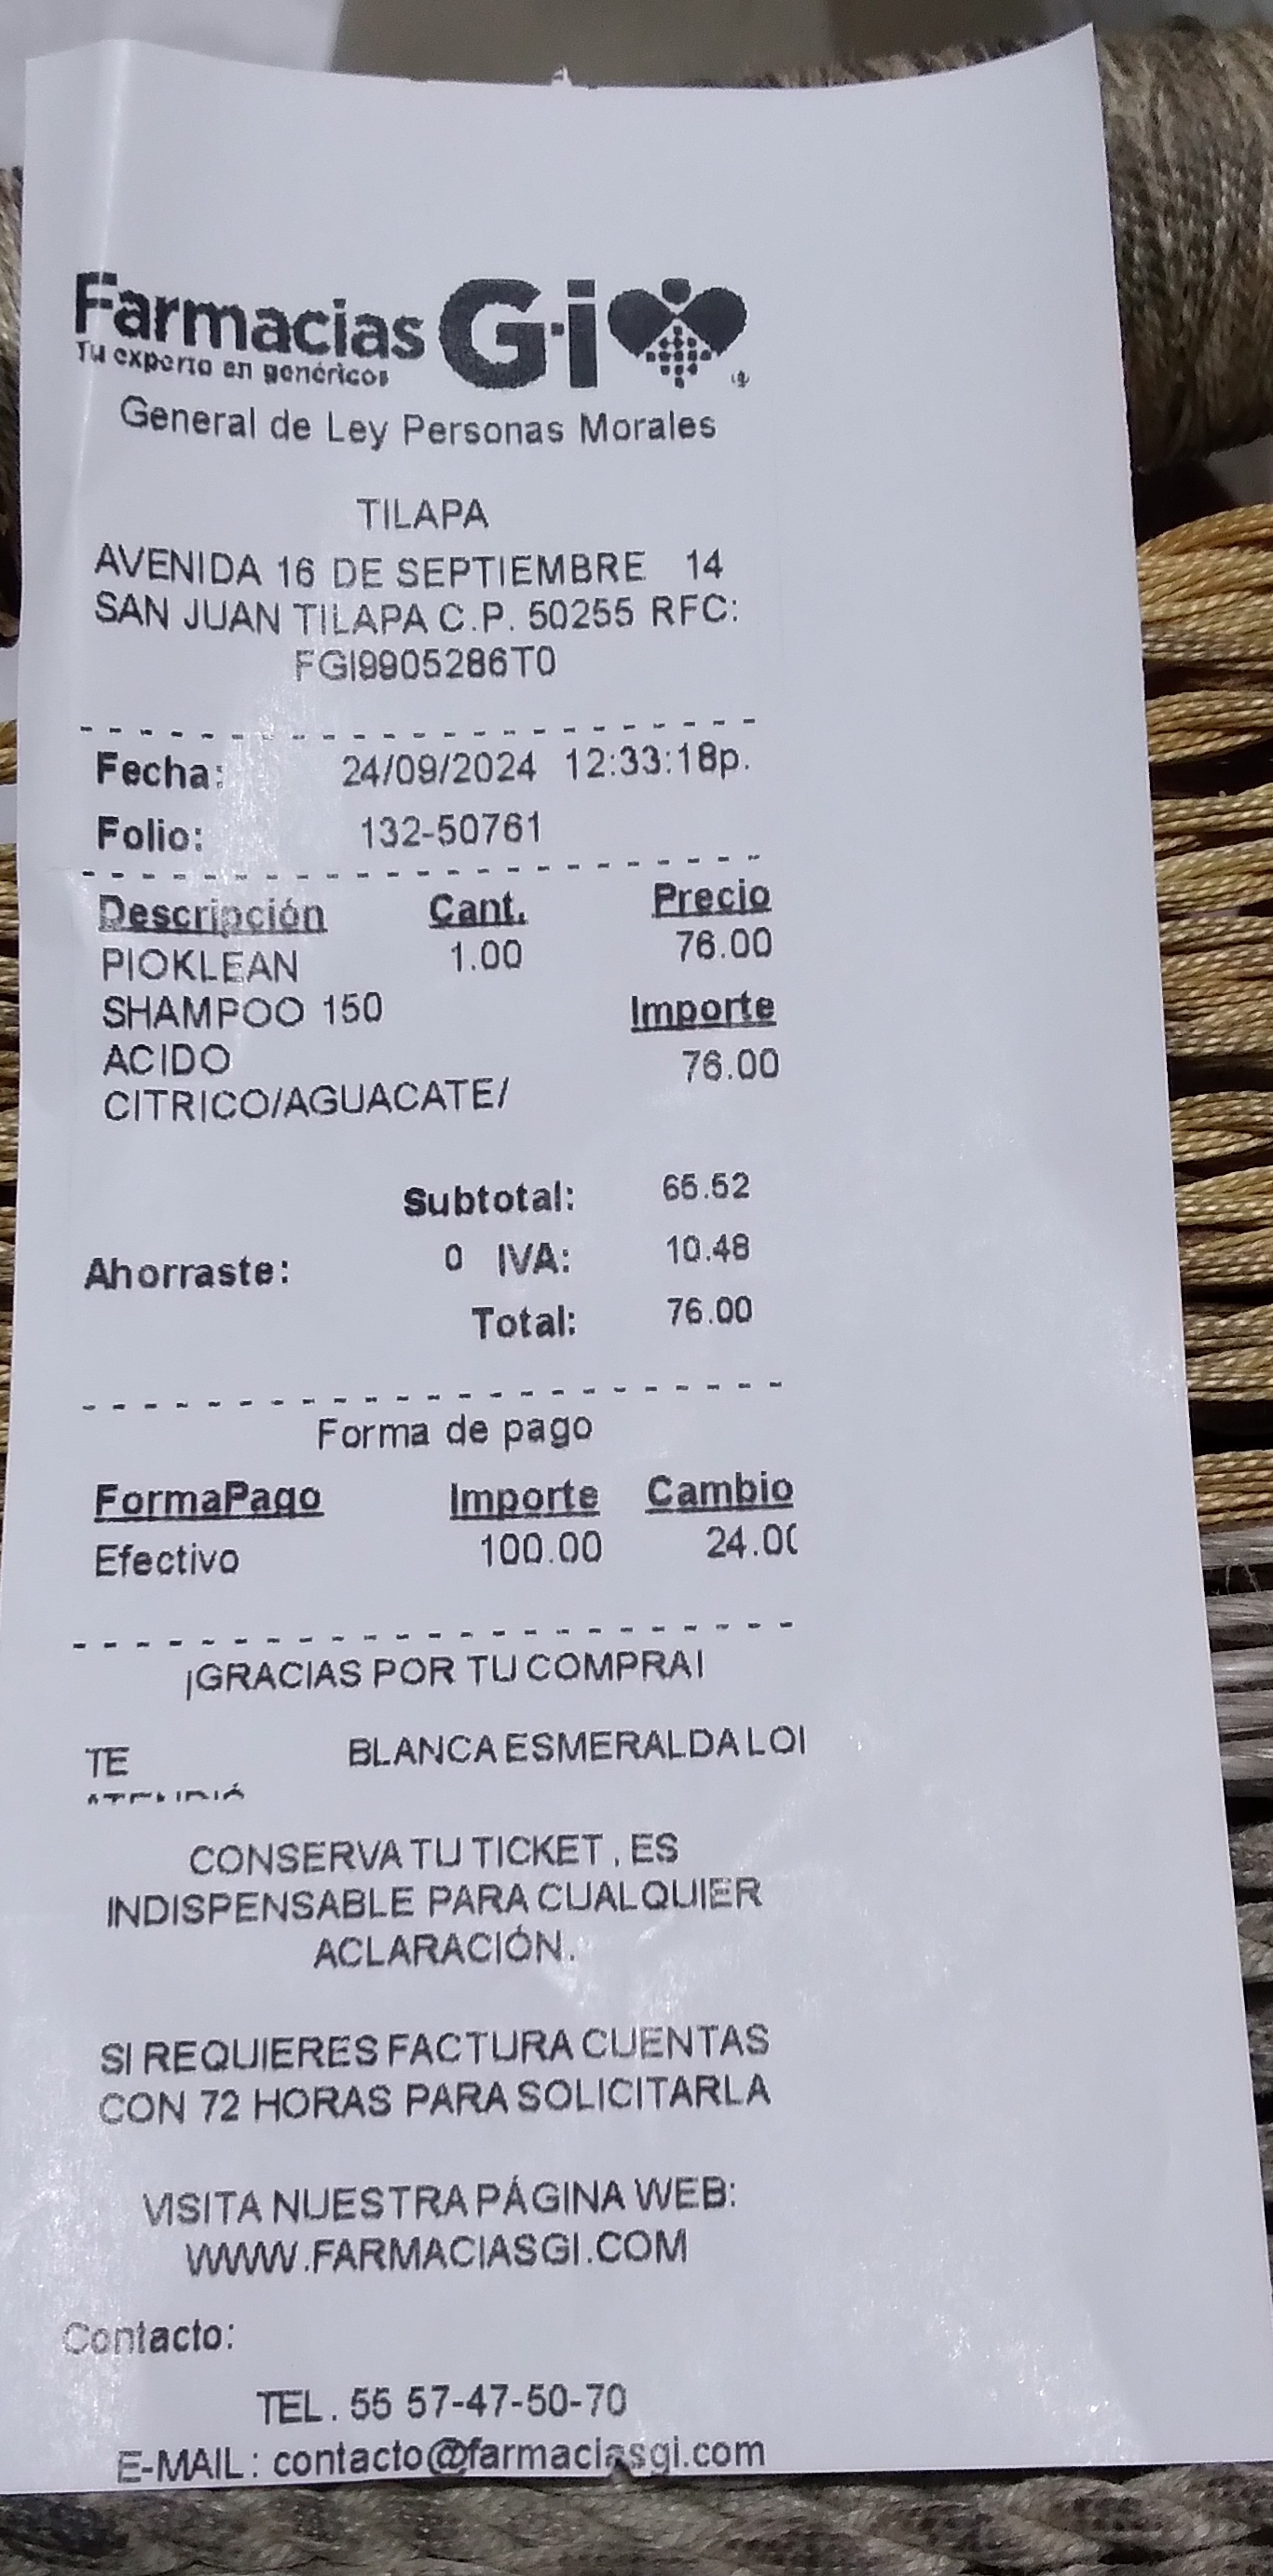 Farmacias G·i
Tu experto en genéricos
General de Ley Personas Morales
TILAPA
AVENIDA 16 DE SEPTIEMBRE 14
SAN JUAN TILAPA C.P. 50255 RFC:
FGI9905286T0
Fecha: 24/09/2024 12:33:18p.
Folio: 132-50761
Descripción Cant. Precio
PIOKLEAN 1.00 76.00
SHAMPOO 150 Importe
ACIDO 76.00
CITRICO/AGUACATE/
Subtotal: 65.52
Ahorraste: 0 IVA: 10.48
Total: 76.00
Forma de pago
FormaPago Importe Cambio
Efectivo 100.00 24.00
¡GRACIAS POR TU COMPRA!
TE BLANCA ESMERALDA LO
ATENDIÓ
CONSERVA TU TICKET, ES
INDISPENSABLE PARA CUALQUIER
ACLARACIÓN.
SI REQUIERES FACTURA CUENTAS
CON 72 HORAS PARA SOLICITARLA
VISITA NUESTRA PÁGINA WEB:
WWW.FARMACIASGI.COM
Contacto:
TEL. 55 57-47-50-70
E-MAIL: contacto@farmaciasgi.com